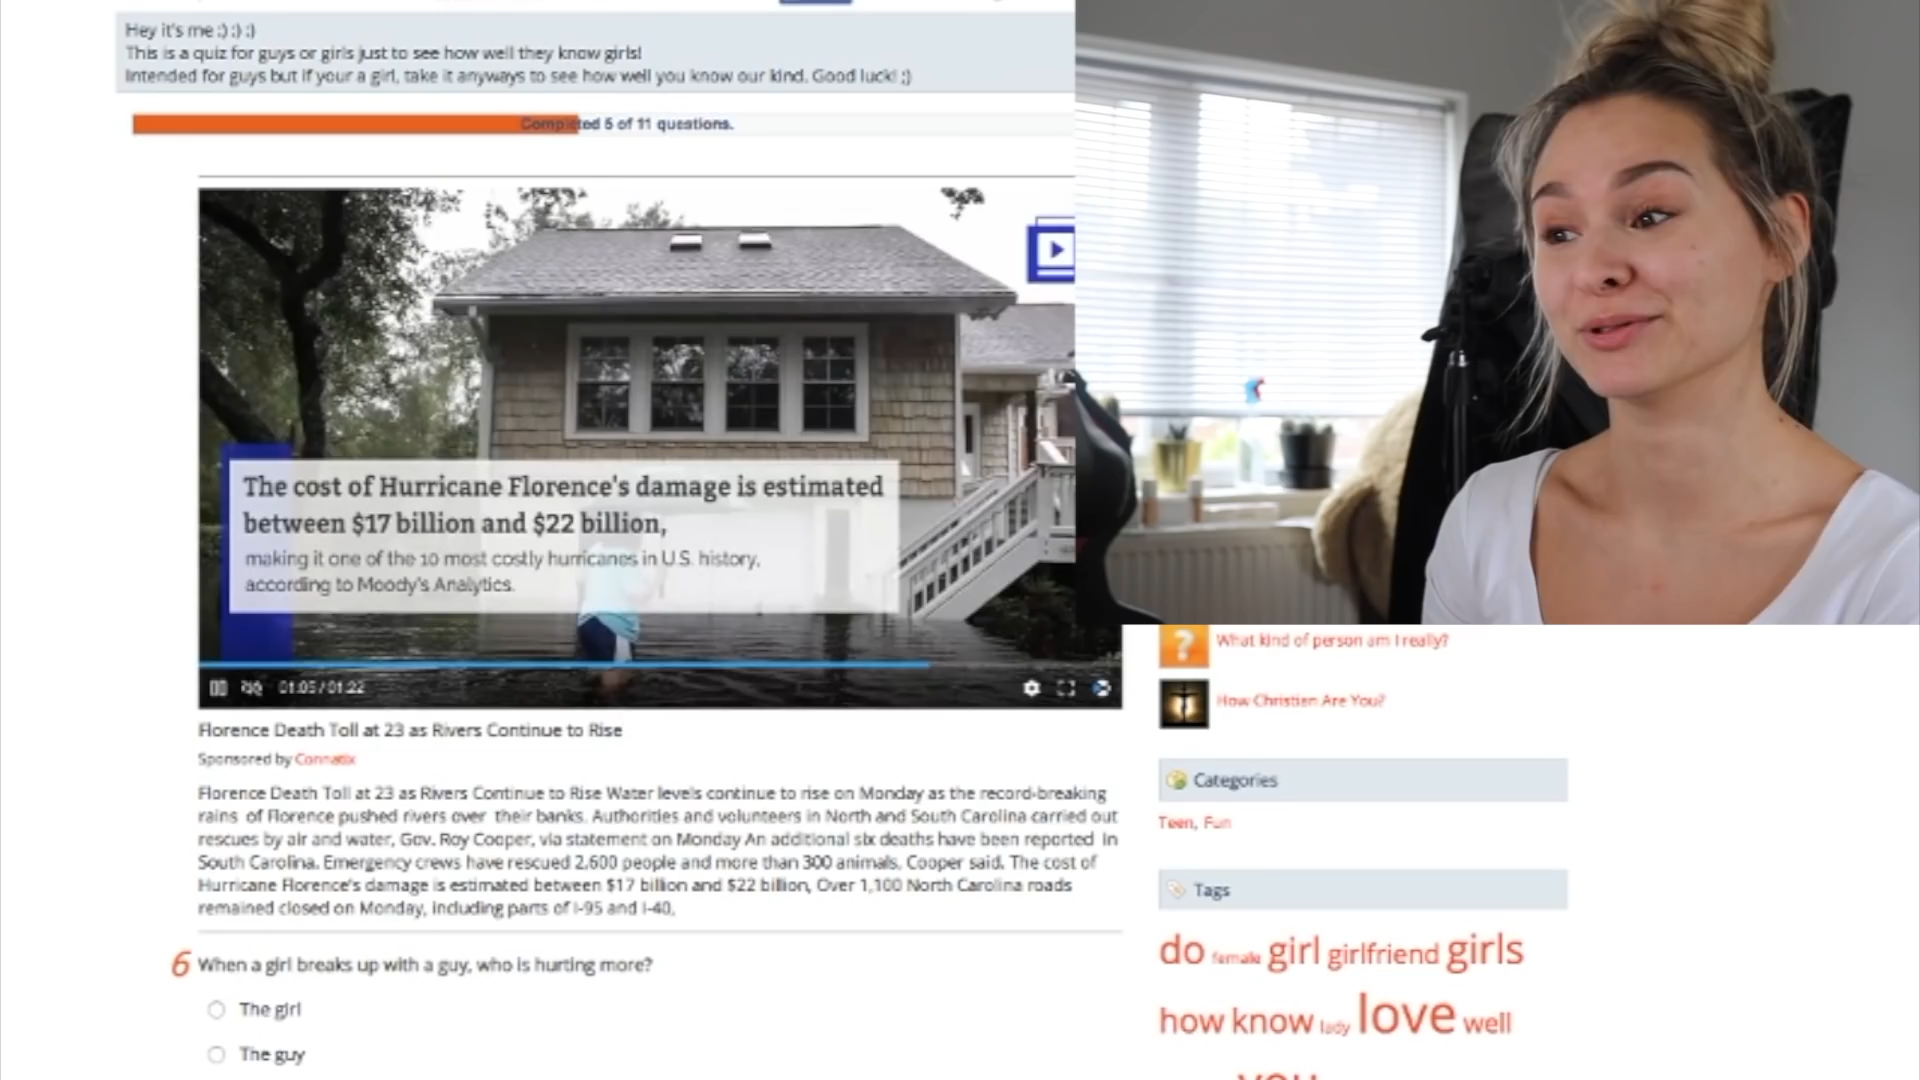 Hey it's me :) :) :)
This is a quiz for guys or girls just to see how well they know girls!
Intended for guys but if your a girl, take it anyways to see how well you know our kind. Good luck! ;)
Completed 5 of 11 questions.
The cost of Hurricane Florence's damage is estimated
between $17 billion and $22 billion,
making it one of the 10 most costly hurricanes in U.S. history,
according to Moody's Analytics.
01:05 / 01:22
Florence Death Toll at 23 as Rivers Continue to Rise
Sponsored by Connatix
Florence Death Toll at 23 as Rivers Continue to Rise Water levels continue to rise on Monday as the record-breaking
rains of Florence pushed rivers over their banks. Authorities and volunteers in North and South Carolina carried out
rescues by air and water, Gov. Roy Cooper, via statement on Monday An additional six deaths have been reported in
South Carolina. Emergency crews have rescued 2,600 people and more than 300 animals, Cooper said. The cost of
Hurricane Florence's damage is estimated between $17 billion and $22 billion, Over 1,100 North Carolina roads
remained closed on Monday, including parts of I-95 and I-40,
6 When a girl breaks up with a guy, who is hurting more?
The girl
The guy
What kind of person am I really?
How Christian Are You?
Categories
Teen, Fun
Tags
do female girl girlfriend girls
how know lady love well
you